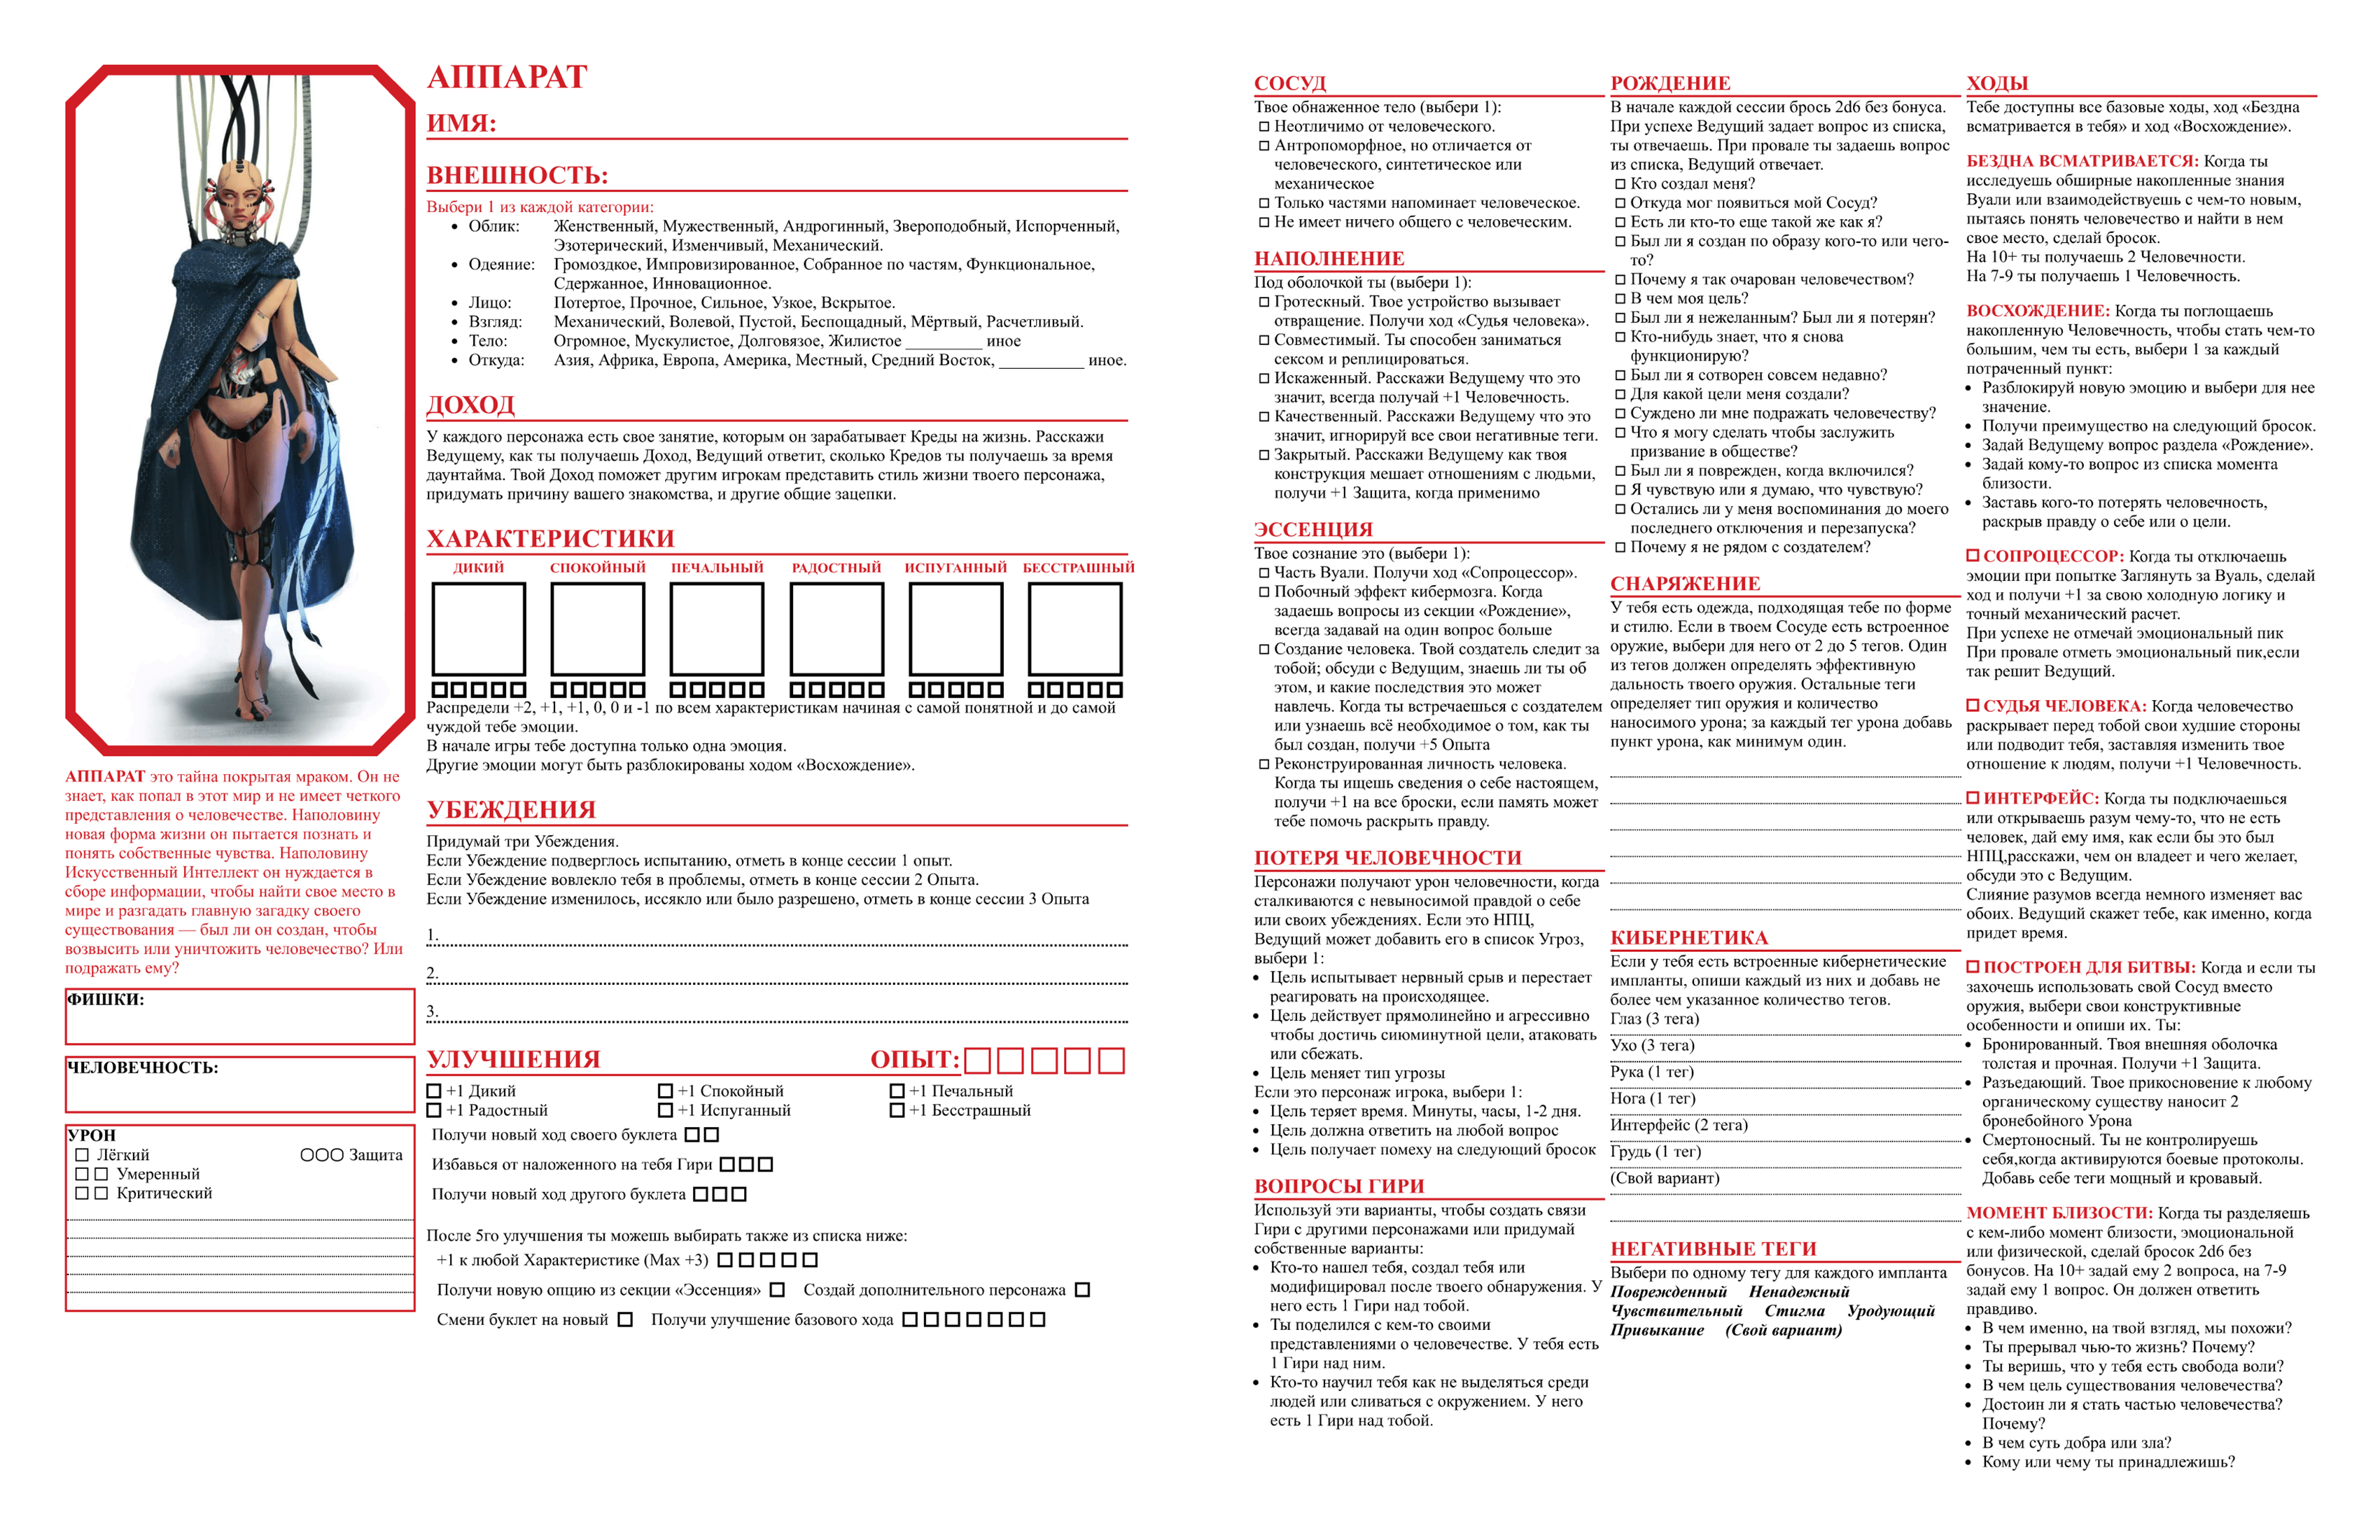 АППАРАТ
ИМЯ:
ВНЕШНОСТЬ:
Выбери 1 из каждой категории:
• Облик: Женственный, Мужественный, Андрогинный, Звероподобный, Испорченный,
Эзотерический, Изменчивый, Механический.
• Одеяние: Громоздкое, Импровизированное, Собранное по частям, Функциональное,
Сдержанное, Инновационное.
• Лицо: Потертое, Прочное, Сильное, Узкое, Вскрытое.
• Взгляд: Механический, Волевой, Пустой, Беспощадный, Мёртвый, Расчетливый.
• Тело: Огромное, Мускулистое, Долговязое, Жилистое _________ иное
• Откуда: Азия, Африка, Европа, Америка, Местный, Средний Восток, __________ иное.
ДОХОД
У каждого персонажа есть свое занятие, которым он зарабатывает Креды на жизнь. Расскажи
Ведущему, как ты получаешь Доход, Ведущий ответит, сколько Кредов ты получаешь за время
даунтайма. Твой Доход поможет другим игрокам представить стиль жизни твоего персонажа,
придумать причину вашего знакомства, и другие общие зацепки.
ХАРАКТЕРИСТИКИ
ДИКИЙ СПОКОЙНЫЙ ПЕЧАЛЬНЫЙ РАДОСТНЫЙ ИСПУГАННЫЙ БЕССТРАШНЫЙ
Распредели +2, +1, +1, 0, 0 и -1 по всем характеристикам начиная с самой понятной и до самой
чуждой тебе эмоции.
В начале игры тебе доступна только одна эмоция.
Другие эмоции могут быть разблокированы ходом «Восхождение».
УБЕЖДЕНИЯ
Придумай три Убеждения.
Если Убеждение подверглось испытанию, отметь в конце сессии 1 опыт.
Если Убеждение вовлекло тебя в проблемы, отметь в конце сессии 2 Опыта.
Если Убеждение изменилось, иссякло или было разрешено, отметь в конце сессии 3 Опыта
1.
2.
3.
УЛУЧШЕНИЯ ОПЫТ:
+1 Дикий +1 Спокойный +1 Печальный
+1 Радостный +1 Испуганный +1 Бесстрашный
Получи новый ход своего буклета
Избавься от наложенного на тебя Гири
Получи новый ход другого буклета
После 5го улучшения ты можешь выбирать также из списка ниже:
+1 к любой Характеристике (Max +3)
Получи новую опцию из секции «Эссенция» Создай дополнительного персонажа
Смени буклет на новый Получи улучшение базового хода
АППАРАТ это тайна покрытая мраком. Он не
знает, как попал в этот мир и не имеет четкого
представления о человечестве. Наполовину
новая форма жизни он пытается познать и
понять собственные чувства. Наполовину
Искусственный Интеллект он нуждается в
сборе информации, чтобы найти свое место в
мире и разгадать главную загадку своего
существования — был ли он создан, чтобы
возвысить или уничтожить человечество? Или
подражать ему?
ФИШКИ:
ЧЕЛОВЕЧНОСТЬ:
УРОН
Лёгкий Защита
Умеренный
Критический
СОСУД
Твое обнаженное тело (выбери 1):
Неотличимо от человеческого.
Антропоморфное, но отличается от
человеческого, синтетическое или
механическое
Только частями напоминает человеческое.
Не имеет ничего общего с человеческим.
НАПОЛНЕНИЕ
Под оболочкой ты (выбери 1):
Гротескный. Твое устройство вызывает
отвращение. Получи ход «Судья человека».
Совместимый. Ты способен заниматься
сексом и реплицироваться.
Искаженный. Расскажи Ведущему что это
значит, всегда получай +1 Человечность.
Качественный. Расскажи Ведущему что это
значит, игнорируй все свои негативные теги.
Закрытый. Расскажи Ведущему как твоя
конструкция мешает отношениям с людьми,
получи +1 Защита, когда применимо
ЭССЕНЦИЯ
Твое сознание это (выбери 1):
Часть Вуали. Получи ход «Сопроцессор».
Побочный эффект кибермозга. Когда
задаешь вопросы из секции «Рождение»,
всегда задавай на один вопрос больше
Создание человека. Твой создатель следит за
тобой; обсуди с Ведущим, знаешь ли ты об
этом, и какие последствия это может
навлечь. Когда ты встречаешься с создателем
или узнаешь всё необходимое о том, как ты
был создан, получи +5 Опыта
Реконструированная личность человека.
Когда ты ищешь сведения о себе настоящем,
получи +1 на все броски, если память может
тебе помочь раскрыть правду.
ПОТЕРЯ ЧЕЛОВЕЧНОСТИ
Персонажи получают урон человечности, когда
сталкиваются с невыносимой правдой о себе
или своих убеждениях. Если это НПЦ,
Ведущий может добавить его в список Угроз,
выбери 1:
• Цель испытывает нервный срыв и перестает
реагировать на происходящее.
• Цель действует прямолинейно и агрессивно
чтобы достичь сиюминутной цели, атаковать
или сбежать.
• Цель меняет тип угрозы
Если это персонаж игрока, выбери 1:
• Цель теряет время. Минуты, часы, 1-2 дня.
• Цель должна ответить на любой вопрос
• Цель получает помеху на следующий бросок
ВОПРОСЫ ГИРИ
Используй эти варианты, чтобы создать связи
Гири с другими персонажами или придумай
собственные варианты:
• Кто-то нашел тебя, создал тебя или
модифицировал после твоего обнаружения. У
него есть 1 Гири над тобой.
• Ты поделился с кем-то своими
представлениями о человечестве. У тебя есть
1 Гири над ним.
• Кто-то научил тебя как не выделяться среди
людей или сливаться с окружением. У него
есть 1 Гири над тобой.
РОЖДЕНИЕ
В начале каждой сессии брось 2d6 без бонуса.
При успехе Ведущий задает вопрос из списка,
ты отвечаешь. При провале ты задаешь вопрос
из списка, Ведущий отвечает.
Кто создал меня?
Откуда мог появиться мой Сосуд?
Есть ли кто-то еще такой же как я?
Был ли я создан по образу кого-то или чего-
то?
Почему я так очарован человечеством?
В чем моя цель?
Был ли я нежеланным? Был ли я потерян?
Кто-нибудь знает, что я снова
функционирую?
Был ли я сотворен совсем недавно?
Для какой цели меня создали?
Суждено ли мне подражать человечеству?
Что я могу сделать чтобы заслужить
призвание в обществе?
Был ли я поврежден, когда включился?
Я чувствую или я думаю, что чувствую?
Остались ли у меня воспоминания до моего
последнего отключения и перезапуска?
Почему я не рядом с создателем?
СНАРЯЖЕНИЕ
У тебя есть одежда, подходящая тебе по форме
и стилю. Если в твоем Сосуде есть встроенное
оружие, выбери для него от 2 до 5 тегов. Один
из тегов должен определять эффективную
дальность твоего оружия. Остальные теги
определяет тип оружия и количество
наносимого урона; за каждый тег урона добавь
пункт урона, как минимум один.
КИБЕРНЕТИКА
Если у тебя есть встроенные кибернетические
импланты, опиши каждый из них и добавь не
более чем указанное количество тегов.
Глаз (3 тега)
Ухо (3 тега)
Рука (1 тег)
Нога (1 тег)
Интерфейс (2 тега)
Грудь (1 тег)
(Свой вариант)
НЕГАТИВНЫЕ ТЕГИ
Выбери по одному тегу для каждого импланта
Поврежденный Ненадежный
Чувствительный Стигма Уродующий
Привыкание (Свой вариант)
ХОДЫ
Тебе доступны все базовые ходы, ход «Бездна
всматривается в тебя» и ход «Восхождение».
БЕЗДНА ВСМАТРИВАЕТСЯ: Когда ты
исследуешь обширные накопленные знания
Вуали или взаимодействуешь с чем-то новым,
пытаясь понять человечество и найти в нем
свое место, сделай бросок.
На 10+ ты получаешь 2 Человечности.
На 7-9 ты получаешь 1 Человечность.
ВОСХОЖДЕНИЕ: Когда ты поглощаешь
накопленную Человечность, чтобы стать чем-то
большим, чем ты есть, выбери 1 за каждый
потраченный пункт:
• Разблокируй новую эмоцию и выбери для нее
значение.
• Получи преимущество на следующий бросок.
• Задай Ведущему вопрос раздела «Рождение».
• Задай кому-то вопрос из списка момента
близости.
• Заставь кого-то потерять человечность,
раскрыв правду о себе или о цели.
СОПРОЦЕССОР: Когда ты отключаешь
эмоции при попытке Заглянуть за Вуаль, сделай
ход и получи +1 за свою холодную логику и
точный механический расчет.
При успехе не отмечай эмоциональный пик
При провале отметь эмоциональный пик,если
так решит Ведущий.
СУДЬЯ ЧЕЛОВЕКА: Когда человечество
раскрывает перед тобой свои худшие стороны
или подводит тебя, заставляя изменить твое
отношение к людям, получи +1 Человечность.
ИНТЕРФЕЙС: Когда ты подключаешься
или открываешь разум чему-то, что не есть
человек, дай ему имя, как если бы это был
НПЦ,расскажи, чем он владеет и чего желает,
обсуди это с Ведущим.
Слияние разумов всегда немного изменяет вас
обоих. Ведущий скажет тебе, как именно, когда
придет время.
ПОСТРОЕН ДЛЯ БИТВЫ: Когда и если ты
захочешь использовать свой Сосуд вместо
оружия, выбери свои конструктивные
особенности и опиши их. Ты:
• Бронированный. Твоя внешняя оболочка
толстая и прочная. Получи +1 Защита.
• Разъедающий. Твое прикосновение к любому
органическому существу наносит 2
бронебойного Урона
• Смертоносный. Ты не контролируешь
себя,когда активируются боевые протоколы.
Добавь себе теги мощный и кровавый.
МОМЕНТ БЛИЗОСТИ: Когда ты разделяешь
с кем-либо момент близости, эмоциональной
или физической, сделай бросок 2d6 без
бонусов. На 10+ задай ему 2 вопроса, на 7-9
задай ему 1 вопрос. Он должен ответить
правдиво.
• В чем именно, на твой взгляд, мы похожи?
• Ты прерывал чью-то жизнь? Почему?
• Ты веришь, что у тебя есть свобода воли?
• В чем цель существования человечества?
• Достоин ли я стать частью человечества?
Почему?
• В чем суть добра или зла?
• Кому или чему ты принадлежишь?